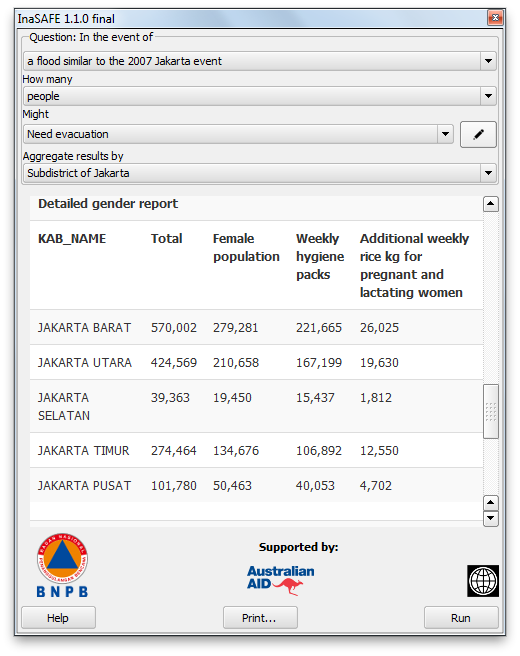 InaSAFE 1.1.0 final
Question: In the event of
a flood similar to the 2007 Jakarta event
How many
people
Might
Need evacuation
Aggregate results by
Subdistrict of Jakarta
Detailed gender report
KAB_NAME Total Female population Weekly hygiene packs Additional weekly rice kg for pregnant and lactating women
JAKARTA BARAT 570,002 279,281 221,665 26,025
JAKARTA UTARA 424,569 210,658 167,199 19,630
JAKARTA SELATAN 39,363 19,450 15,437 1,812
JAKARTA TIMUR 274,464 134,676 106,892 12,550
JAKARTA PUSAT 101,780 50,463 40,053 4,702
BADAN NASIONAL
PENANGGULANGAN BENCANA
BNPB
Supported by:
Australian
AID
Help Print... Run